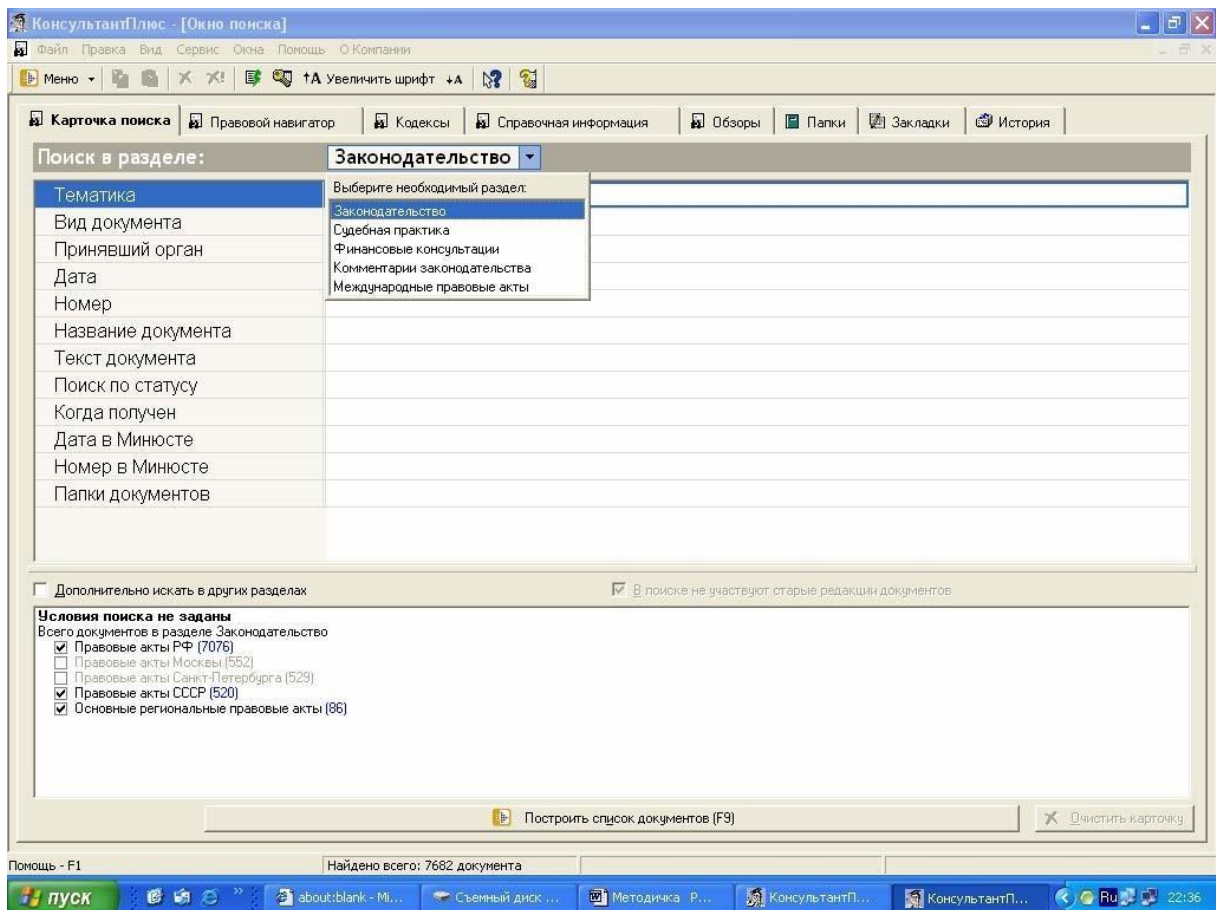 КонсультантПлюс - [Окно поиска]
Файл Правка Вид Сервис Окна Помощь О Компании
Меню Увеличить шрифт
Карточка поиска Правовой навигатор Кодексы Справочная информация Обзоры Папки Закладки История
Поиск в разделе: Законодательство
Выберите необходимый раздел:
Законодательство
Судебная практика
Финансовые консультации
Комментарии законодательства
Международные правовые акты
Тематика
Вид документа
Принявший орган
Дата
Номер
Название документа
Текст документа
Поиск по статусу
Когда получен
Дата в Минюсте
Номер в Минюсте
Папки документов
Дополнительно искать в других разделах В поиске не участвуют старые редакции документов
Условия поиска не заданы
Всего документов в разделе Законодательство
Правовые акты РФ (7076)
Правовые акты Москвы (552)
Правовые акты Санкт-Петербурга (529)
Правовые акты СССР (520)
Основные региональные правовые акты (86)
Построить список документов (F9) Очистить карточку
Помощь - F1 Найдено всего: 7682 документа
пуск about:blank - Mi... Съемный диск ... Методичка Р... КонсультантП... КонсультантП... Ru 22:36